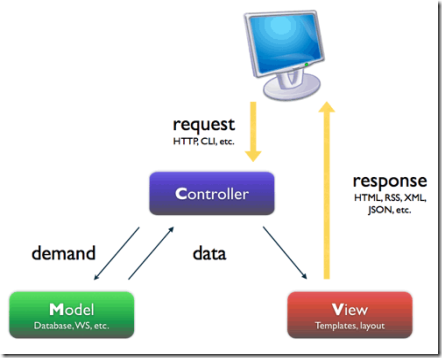 request
HTTP, CLI, etc.
response
HTML, RSS, XML,
JSON, etc.
Controller
demand
data
Model
Database, WS, etc.
View
Templates, layout